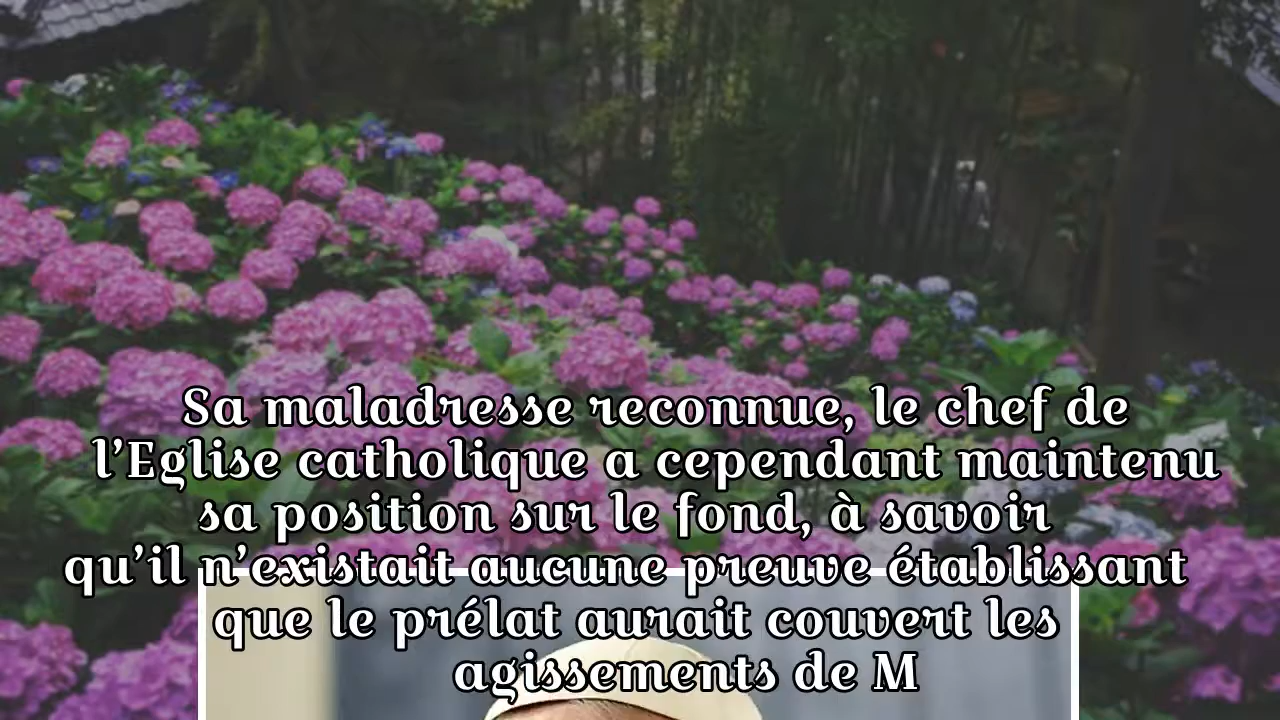 Sa maladresse reconnue, le chef de
l’Eglise catholique a cependant maintenu
sa position sur le fond, à savoir
qu’il n’existait aucune preuve établissant
que le prélat aurait couvert les
agissements de M